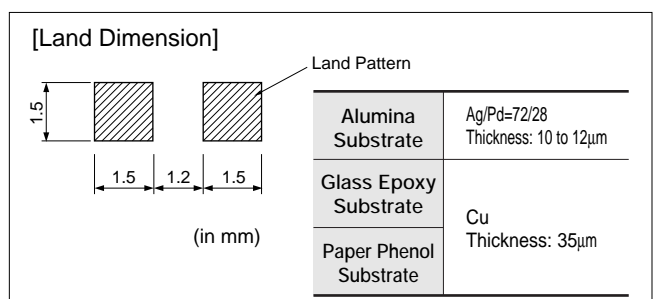 [Land Dimension]
Land Pattern
1.5
1.5
1.2
1.5
(in mm)
Alumina
Substrate
Ag/Pd=72/28
Thickness: 10 to 12μm
Glass Epoxy
Substrate
Paper Phenol
Substrate
Cu
Thickness: 35μm